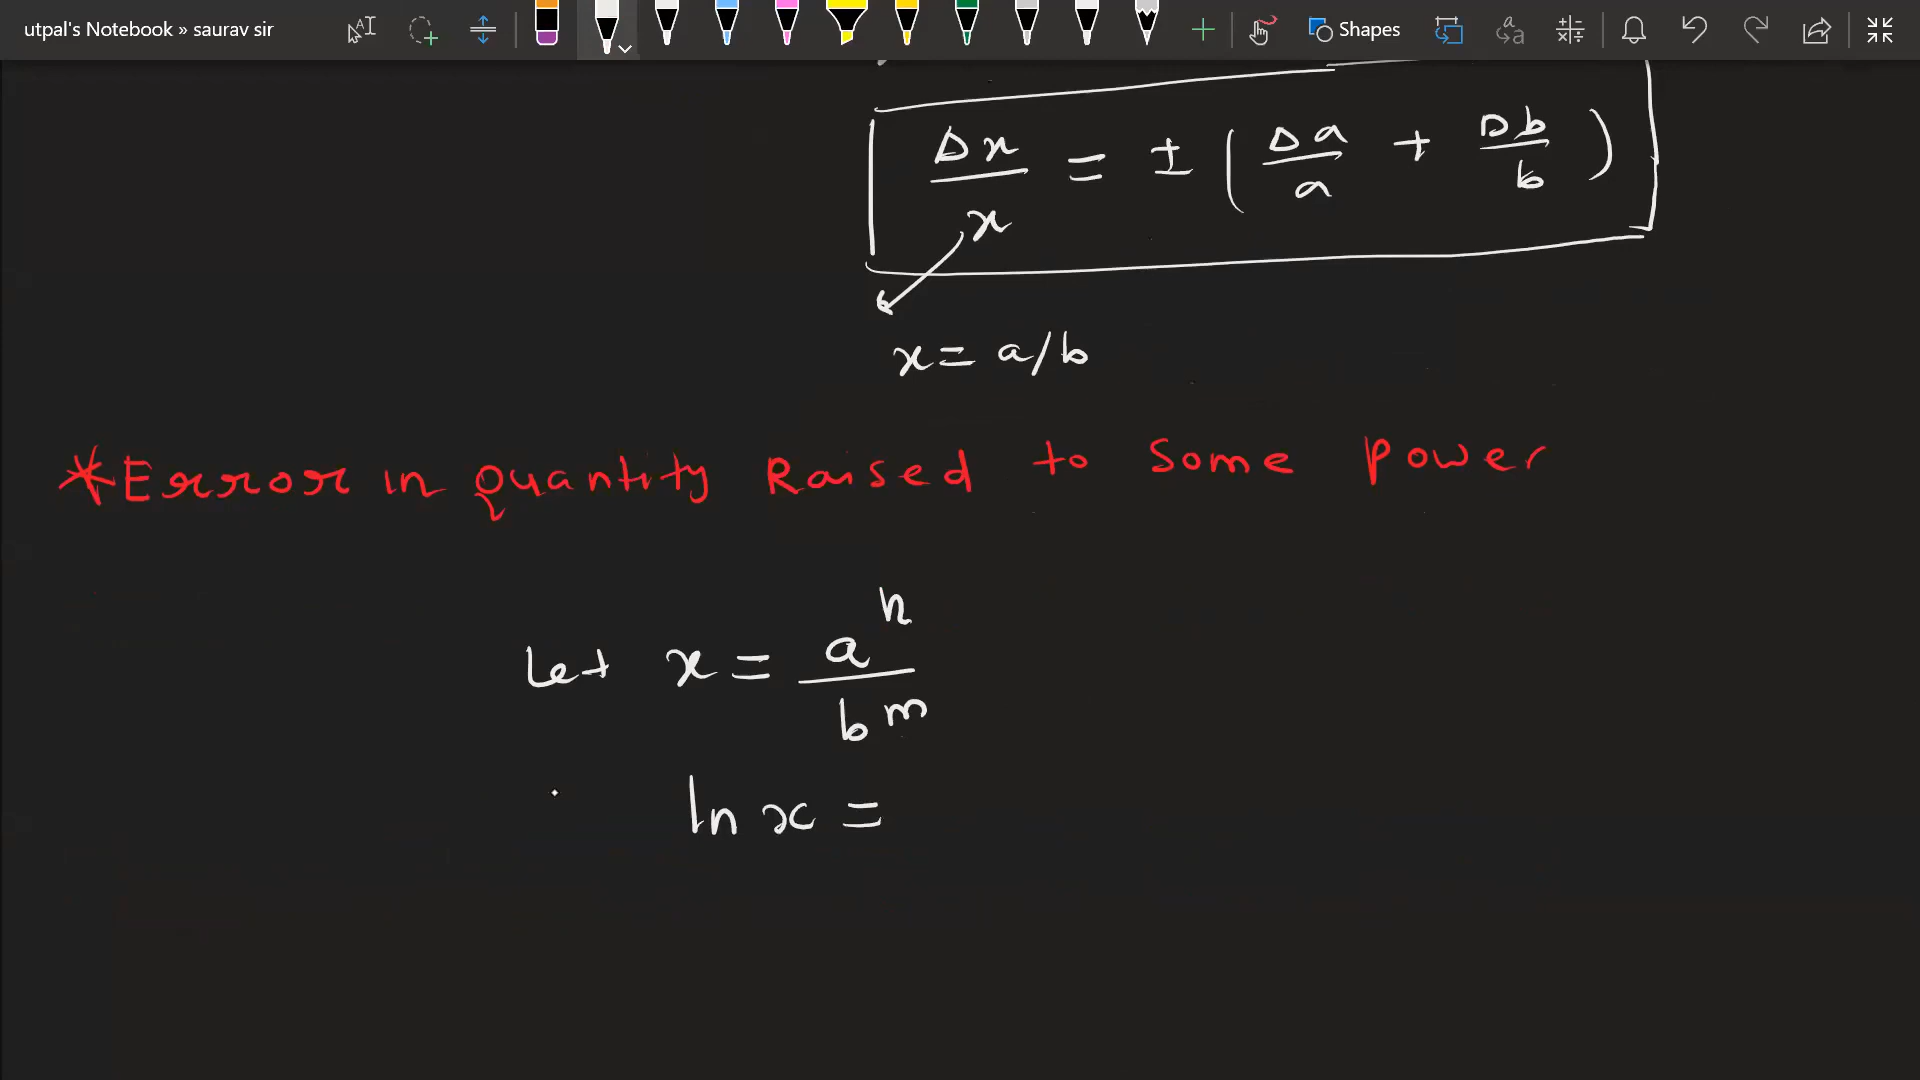 utpal's Notebook » saurav sir
Shapes
Δx/x = ± (Δa/a + Δb/b)
x = a/b
*Error in quantity Raised to some power
Let x = a^n/b^m
ln x =